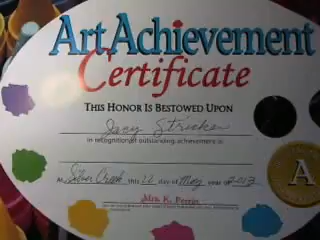 Art Achievement
Certificate
THIS HONOR IS BESTOWED UPON
Joey Stricker
in recognition of outstanding achievement in
At Silver Creek this 22 day of May year of 2013
Mrs. K. Perrin
A